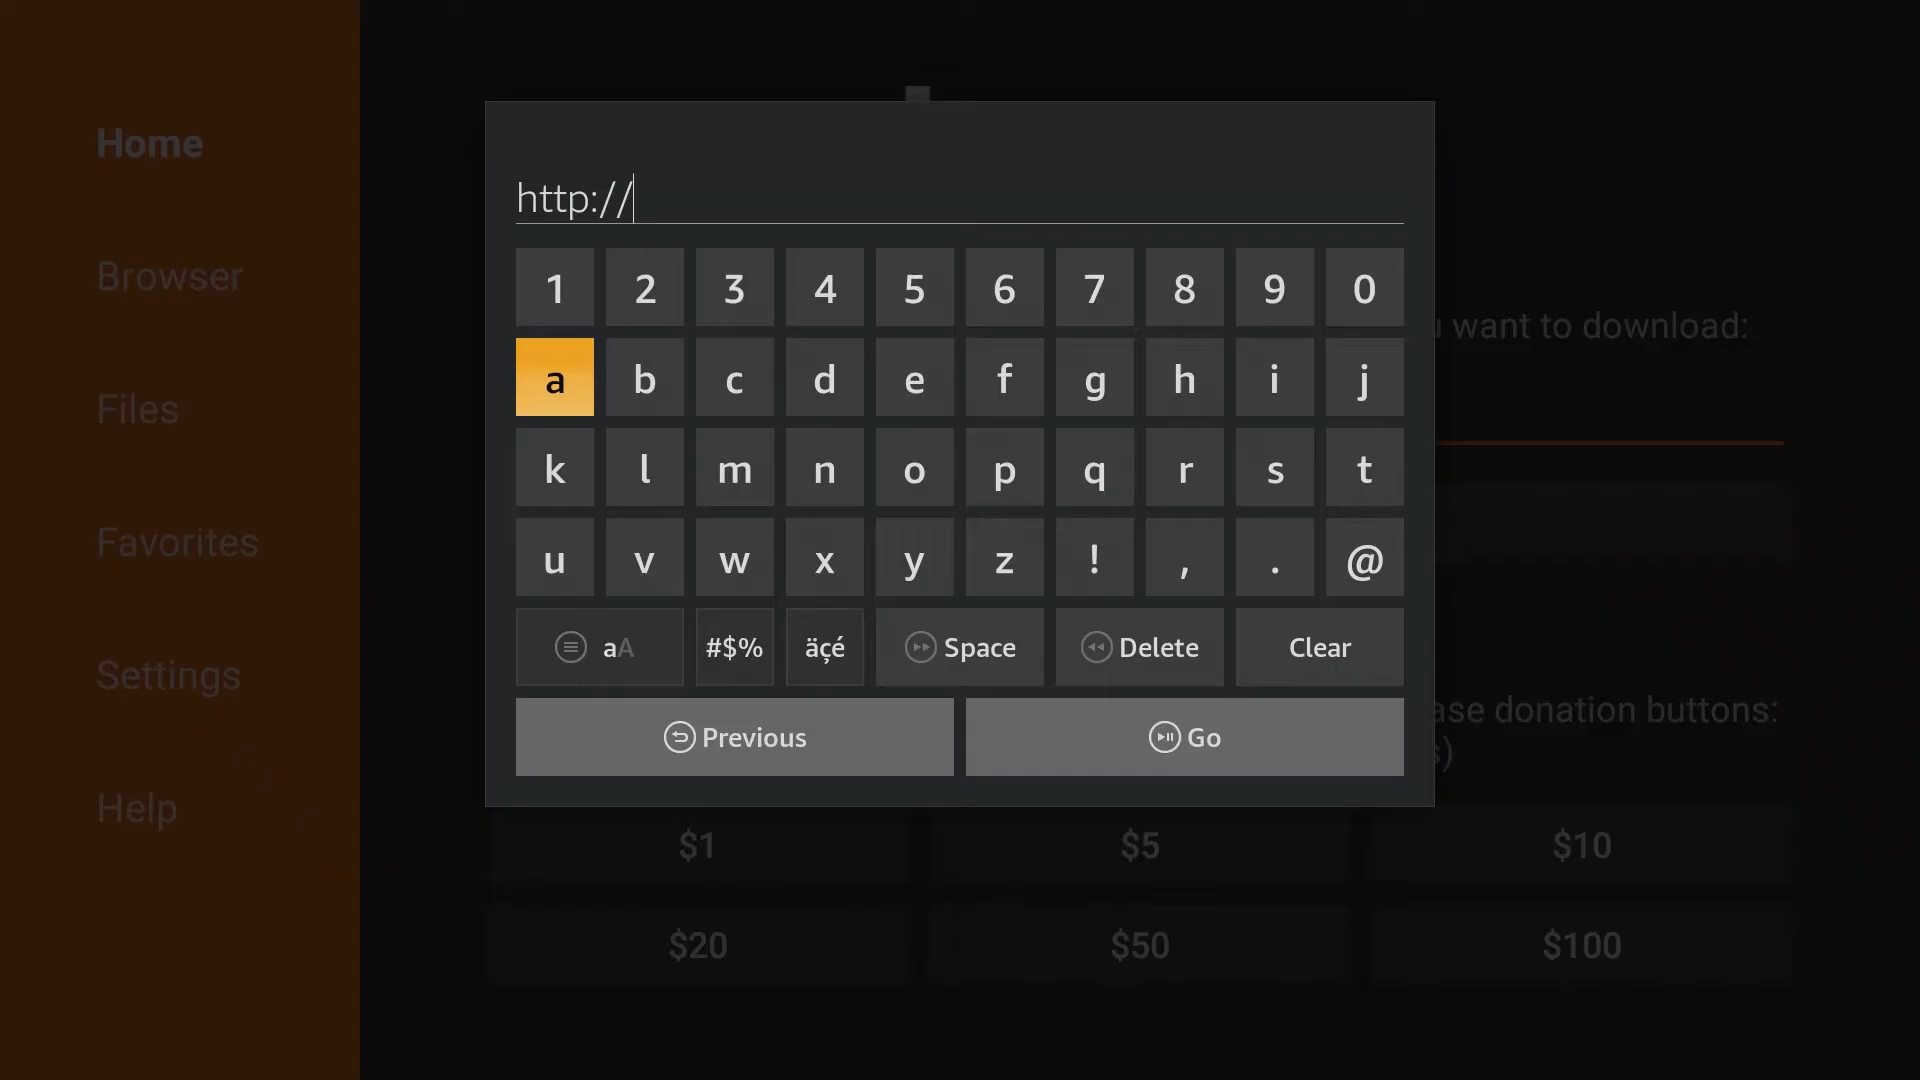 Home
Browser
Files
Favorites
Settings
Help
http://
1 2 3 4 5 6 7 8 9 0
a b c d e f g h i j
k l m n o p q r s t
u v w x y z ! , . @
aA #$% äçé Space Delete Clear
Previous Go
want to download:
donation buttons:
$1 $5 $10
$20 $50 $100